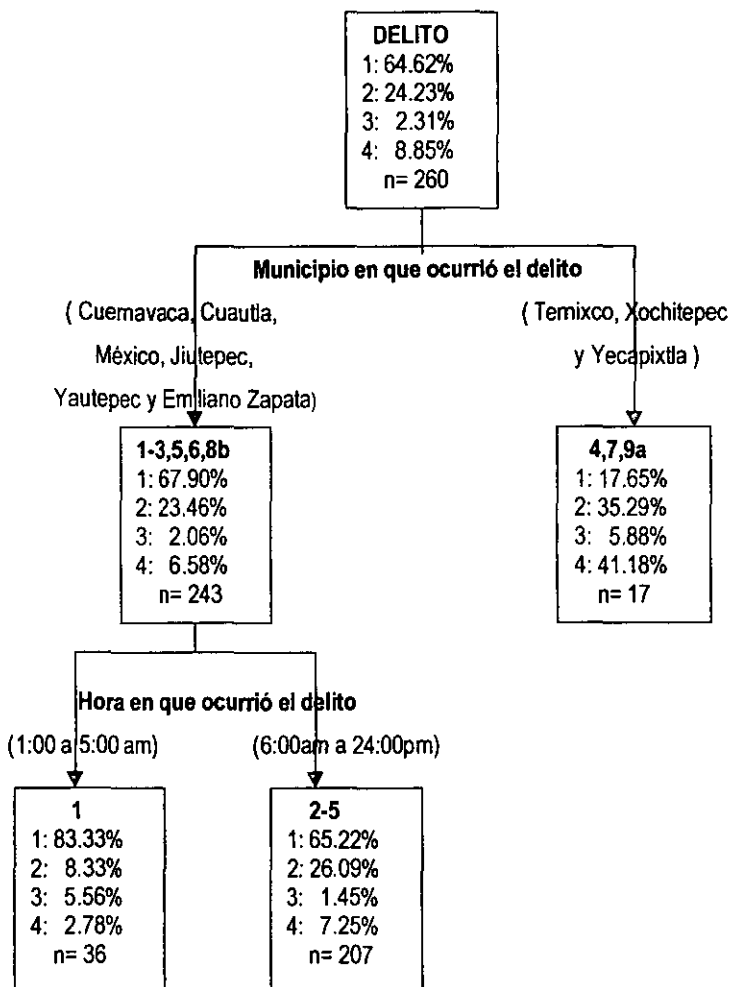 DELITO
1: 64.62%
2: 24.23%
3: 2.31%
4: 8.85%
n= 260
Municipio en que ocurrió el delito
( Cuernavaca, Cuautla,
México, Jiutepec,
Yautepec y Emiliano Zapata)
( Temixco, Xochitepec
y Yecapixtla )
1-3,5,6,8b
1: 67.90%
2: 23.46%
3: 2.06%
4: 6.58%
n= 243
4,7,9a
1: 17.65%
2: 35.29%
3: 5.88%
4: 41.18%
n= 17
Hora en que ocurrió el delito
(1:00 a 5:00 am)
(6:00am a 24:00pm)
1
1: 83.33%
2: 8.33%
3: 5.56%
4: 2.78%
n= 36
2-5
1: 65.22%
2: 26.09%
3: 1.45%
4: 7.25%
n= 207